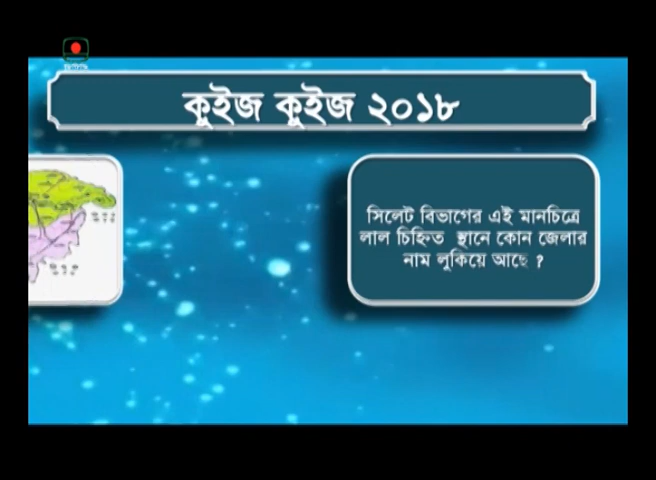 কুইজ কুইজ ২০১৮
সিলেট বিভাগের এই মানচিত্রে
লাল চিহ্নিত স্থানে কোন জেলার
নাম লুকিয়ে আছে ?